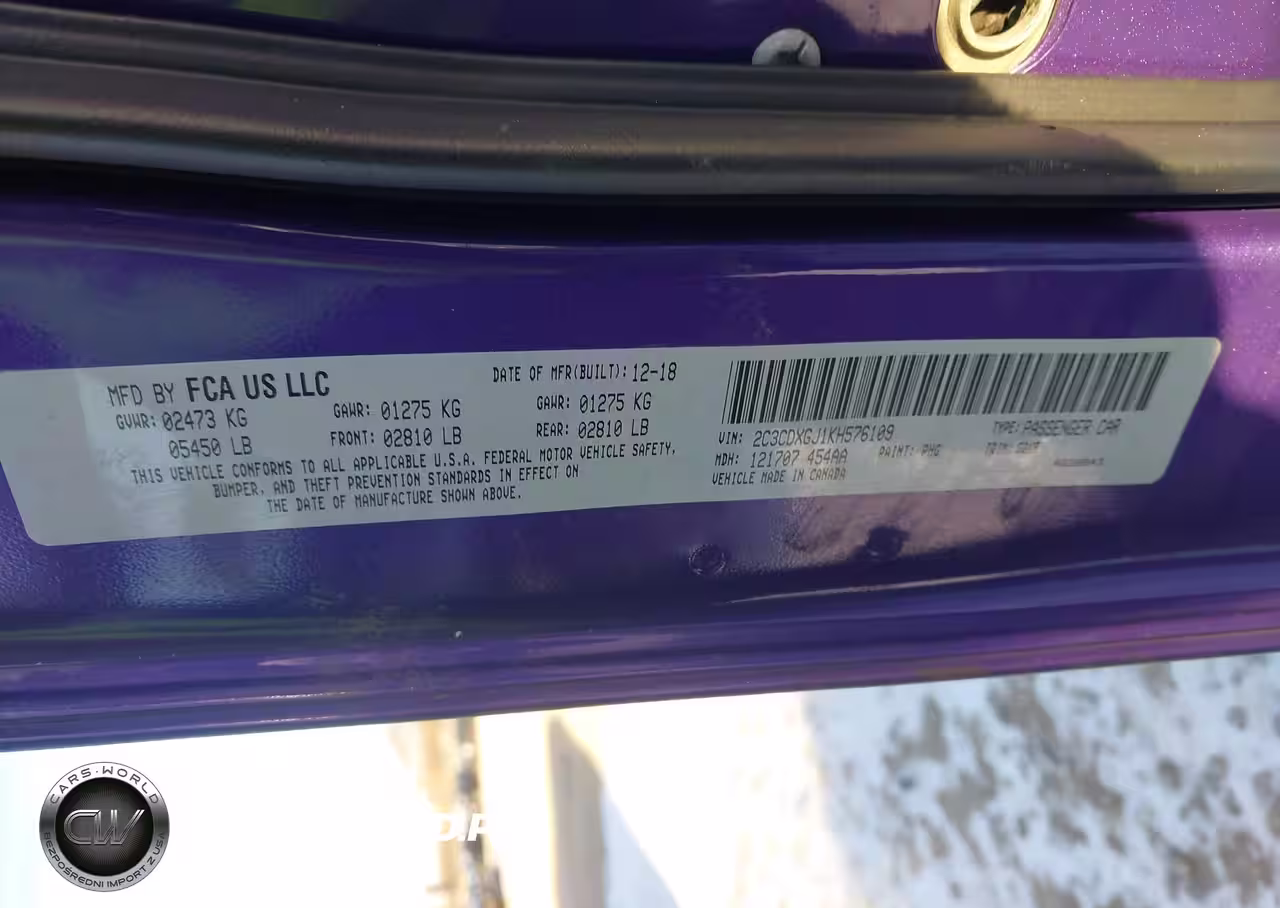 MFD BY FCA US LLC
DATE OF MFR(BUILT): 12-18
GVWR: 02473 KG
GAWR: 01275 KG
GAWR: 01275 KG
05450 LB
FRONT: 02810 LB
REAR: 02810 LB
THIS VEHICLE CONFORMS TO ALL APPLICABLE U.S.A. FEDERAL MOTOR VEHICLE SAFETY,
BUMPER, AND THEFT PREVENTION STANDARDS IN EFFECT ON
THE DATE OF MANUFACTURE SHOWN ABOVE.
VIN: 2C3CDXGJ1KH576109
TYPE: PASSENGER CAR
MDH: 121707 454AA
PAINT: PHG
TRIM:
VEHICLE MADE IN CANADA
CARS-WORLD
CW
BEZPOŚREDNI IMPORT Z USA